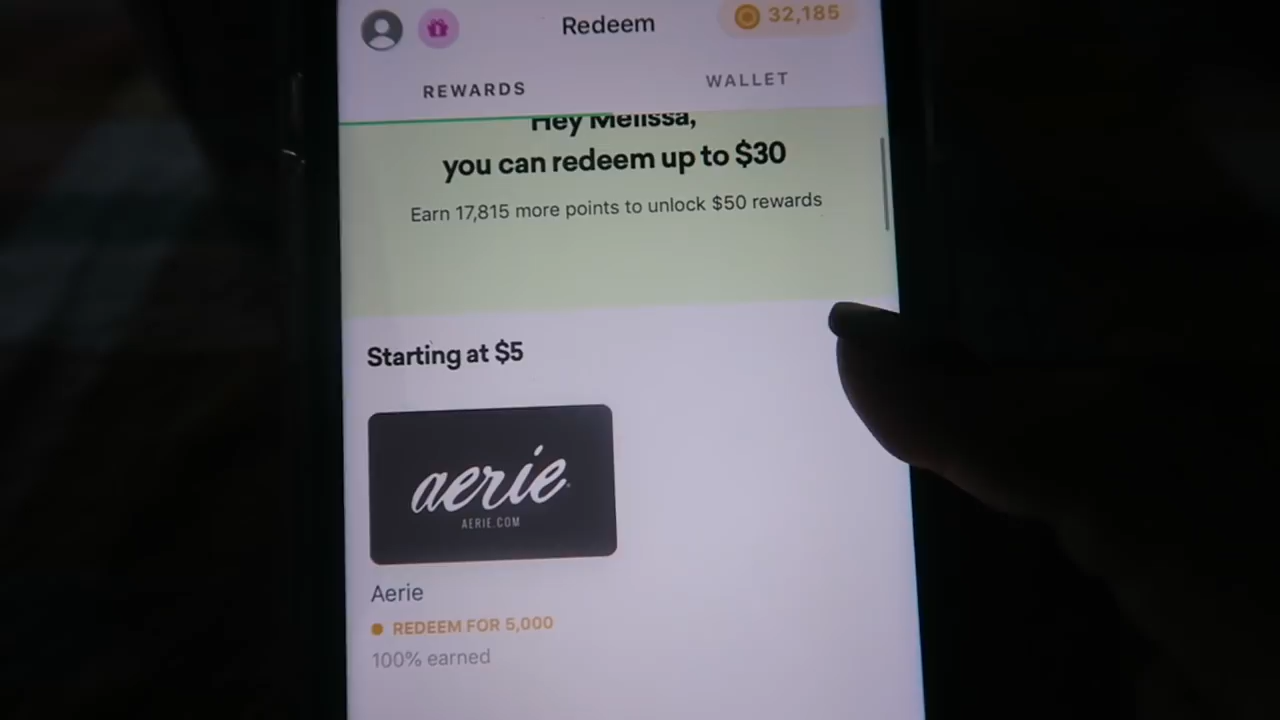 Redeem
32,185
REWARDS
WALLET
Hey Melissa,
you can redeem up to $30
Earn 17,815 more points to unlock $50 rewards
Starting at $5
aerie
AERIE.COM
Aerie
REDEEM FOR 5,000
100% earned